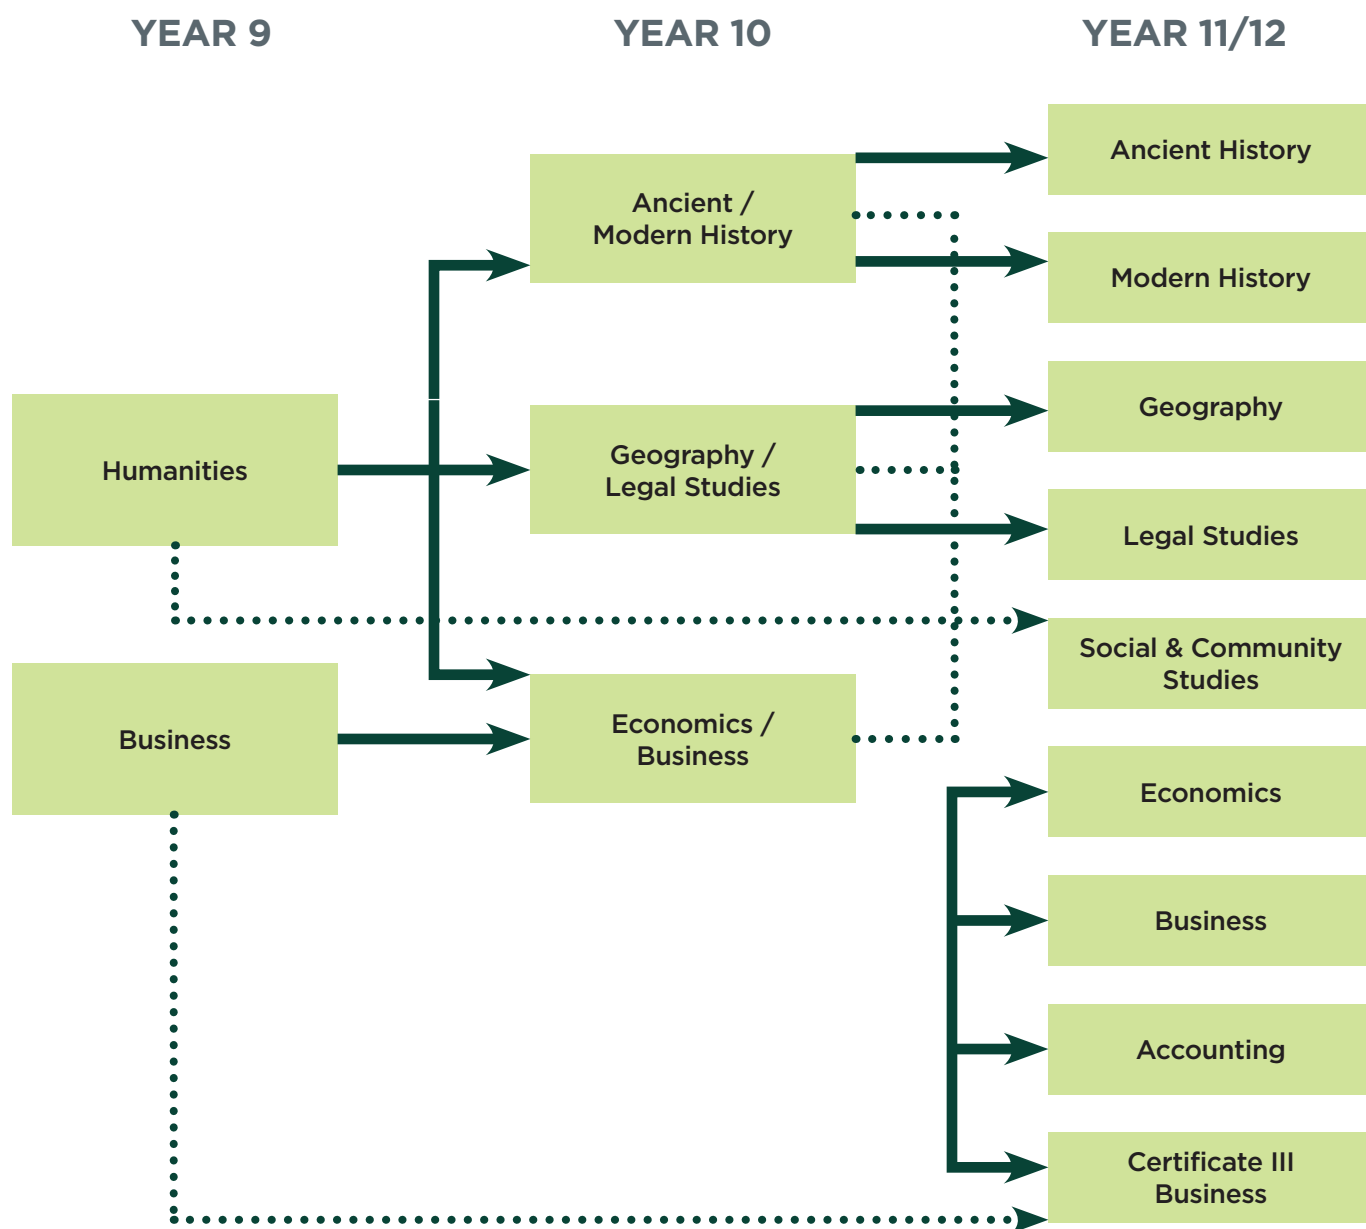 YEAR 9
YEAR 10
YEAR 11/12
Humanities
Business
Ancient /
Modern History
Geography /
Legal Studies
Economics /
Business
Ancient History
Modern History
Geography
Legal Studies
Social & Community
Studies
Economics
Business
Accounting
Certificate III
Business